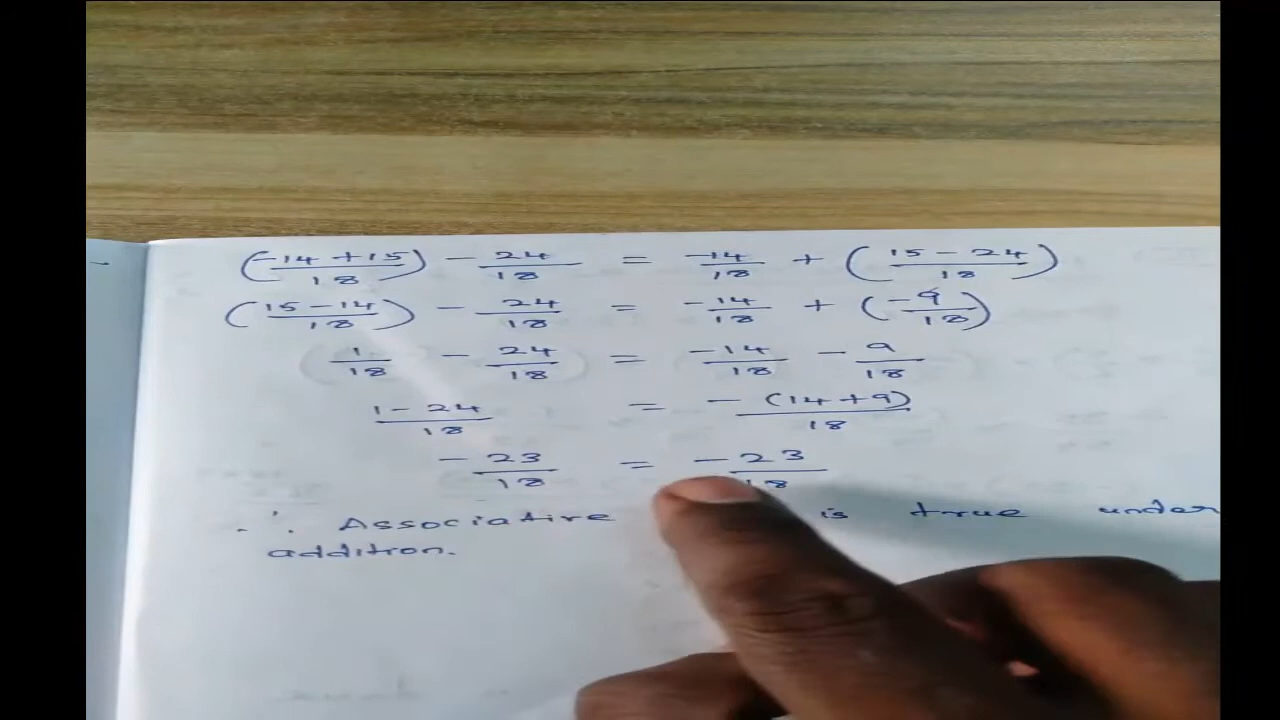 (-14+15/18) - 24/18 = -14/18 + (15-24/18)
(15-14/18) - 24/18 = -14/18 + (-9/18)
1/18 - 24/18 = -14/18 - 9/18
1-24/18 = -(14+9)/18
-23/18 = -23/18
∴ Associative is true under
addition.